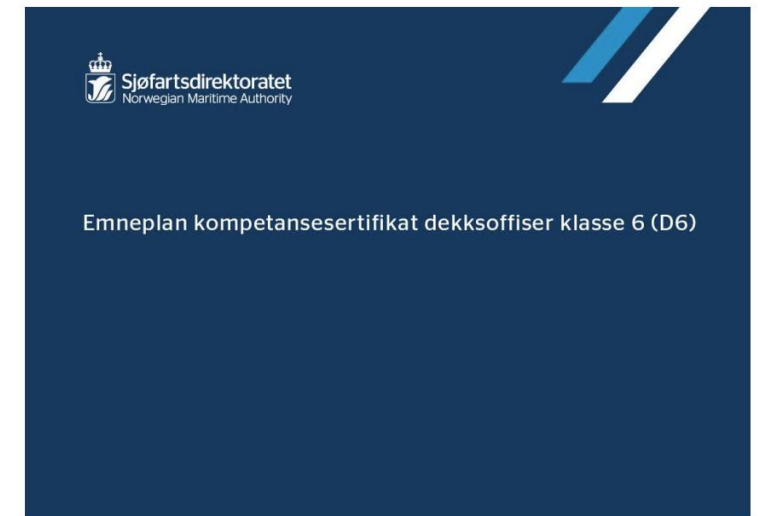 Sjøfartsdirektoratet
Norwegian Maritime Authority
Emneplan kompetansesertifikat dekksoffiser klasse 6 (D6)